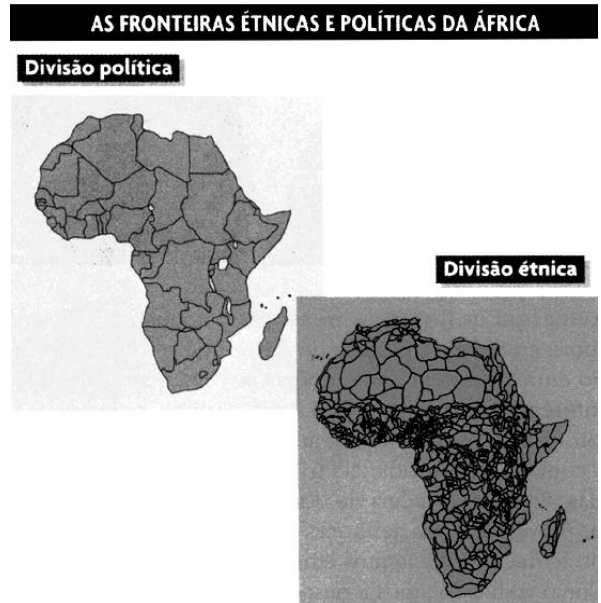 AS FRONTEIRAS ÉTNICAS E POLÍTICAS DA ÁFRICA
Divisão política
Divisão étnica